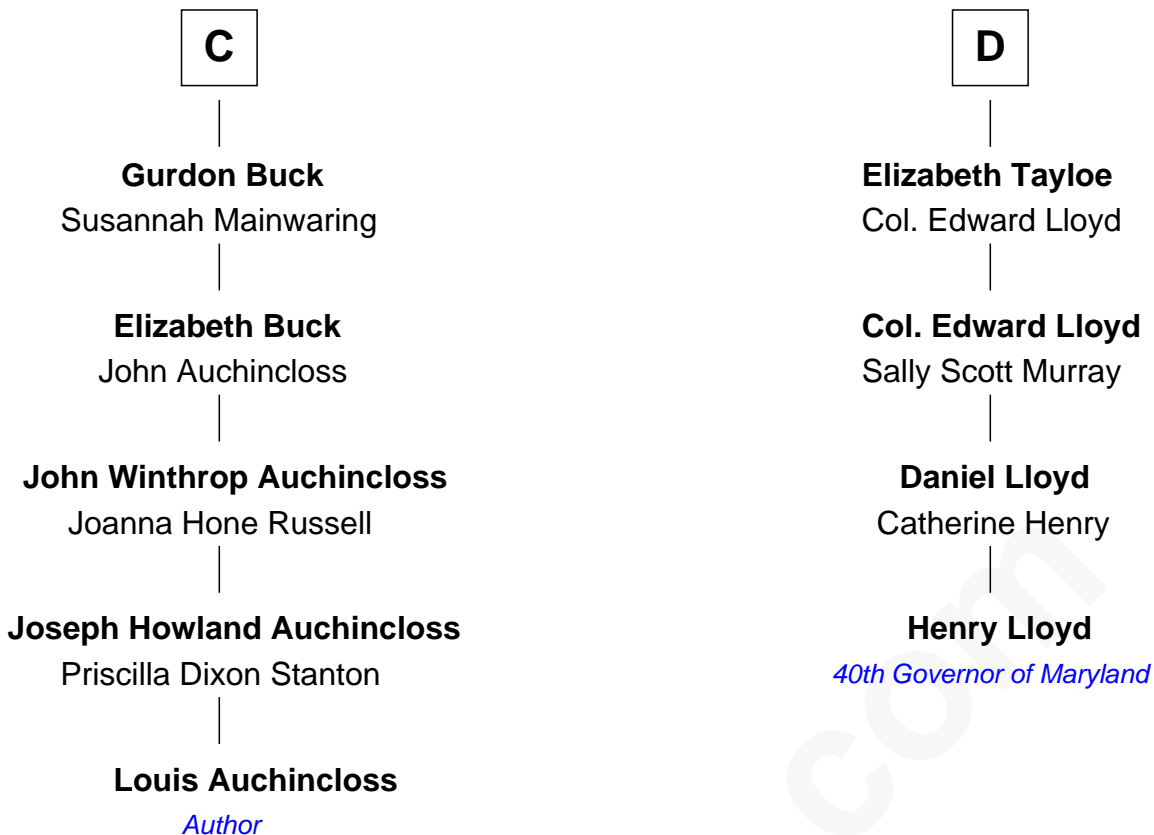 C
Gurdon Buck
Susannah Mainwaring
Elizabeth Buck
John Auchincloss
John Winthrop Auchincloss
Joanna Hone Russell
Joseph Howland Auchincloss
Priscilla Dixon Stanton
Louis Auchincloss
Author
D
Elizabeth Tayloe
Col. Edward Lloyd
Col. Edward Lloyd
Sally Scott Murray
Daniel Lloyd
Catherine Henry
Henry Lloyd
40th Governor of Maryland
com